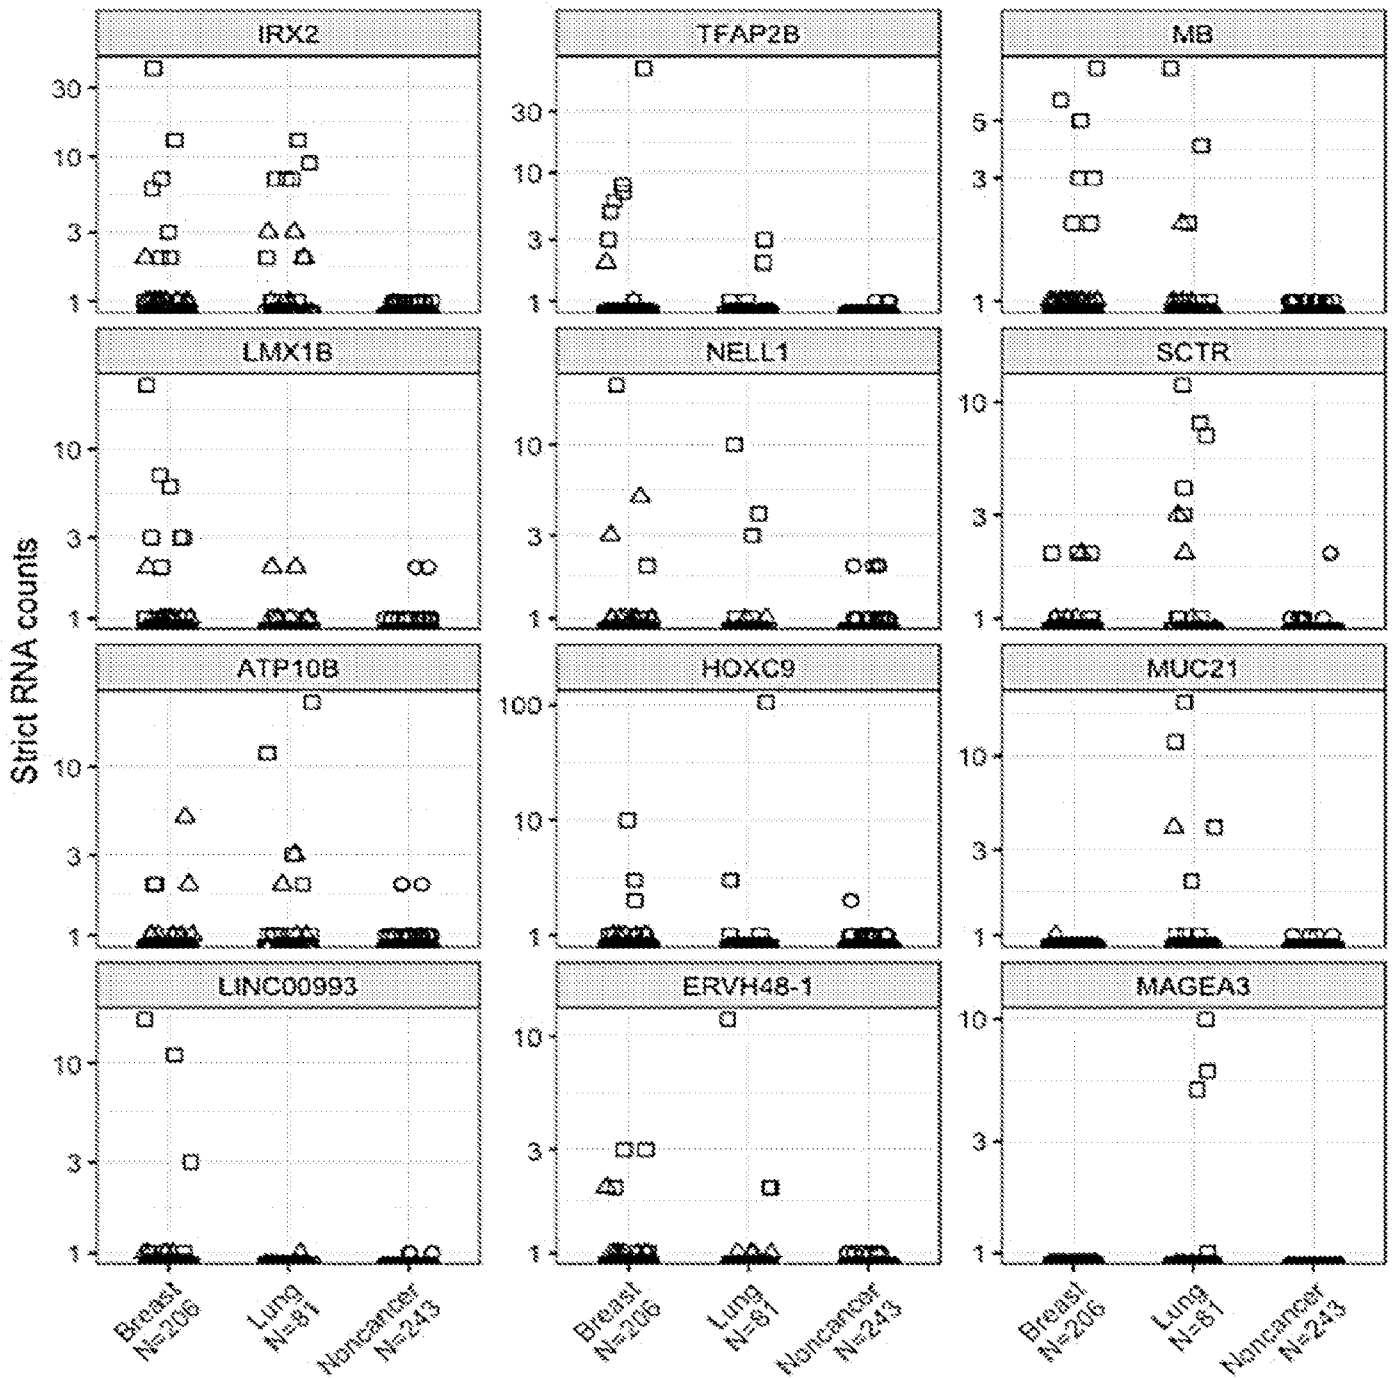 IRX2
TFAP2B
MB
30
10
3
1
30
10
3
1
5
3
1
LMX1B
NELL1
SCTR
10
3
1
10
3
1
10
3
1
Strict RNA counts
ATP10B
HOXC9
MUC21
10
3
1
100
10
1
10
3
1
LINC00993
ERVH48-1
MAGEA3
10
3
1
10
3
1
10
3
1
Breast
N=206
Lung
N=81
Noncancer
N=243
Breast
N=206
Lung
N=81
Noncancer
N=243
Breast
N=206
Lung
N=81
Noncancer
N=243